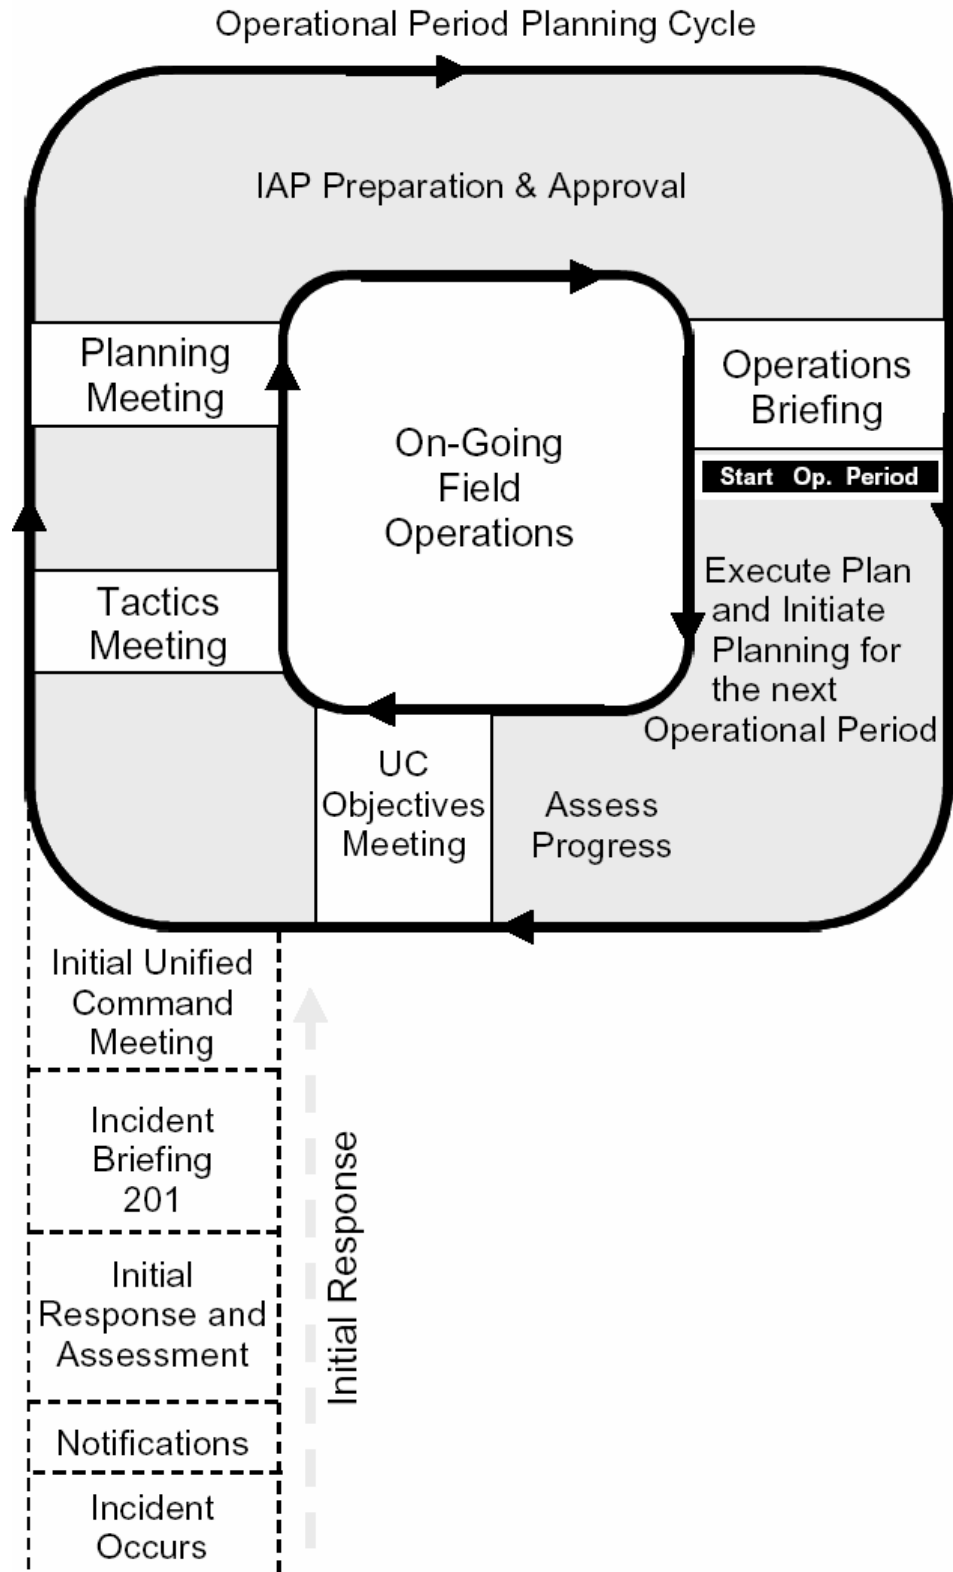 Operational Period Planning Cycle
IAP Preparation & Approval
Planning
Meeting
Operations
Briefing
On-Going
Field
Operations
Start Op. Period
Execute Plan
and Initiate
Planning for
the next
Operational Period
Tactics
Meeting
UC
Objectives
Meeting
Assess
Progress
Initial Unified
Command
Meeting
Incident
Briefing
201
Initial
Response and
Assessment
Initial Response
Notifications
Incident
Occurs